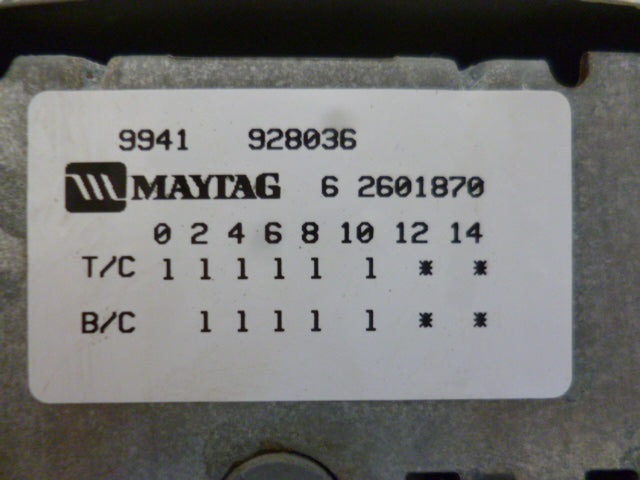 9941 928036
MAYTAG 6 2601870
0 2 4 6 8 10 12 14
T/C 1 1 1 1 1 1 * *
B/C 1 1 1 1 1 * *